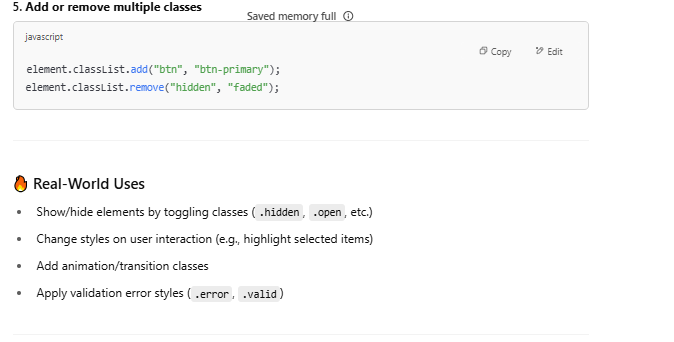 5. Add or remove multiple classes
Saved memory full
javascript
Copy
Edit
element.classList.add("btn", "btn-primary");
element.classList.remove("hidden", "faded");
Real-World Uses
• Show/hide elements by toggling classes (.hidden, .open, etc.)
• Change styles on user interaction (e.g., highlight selected items)
• Add animation/transition classes
• Apply validation error styles (.error, .valid)